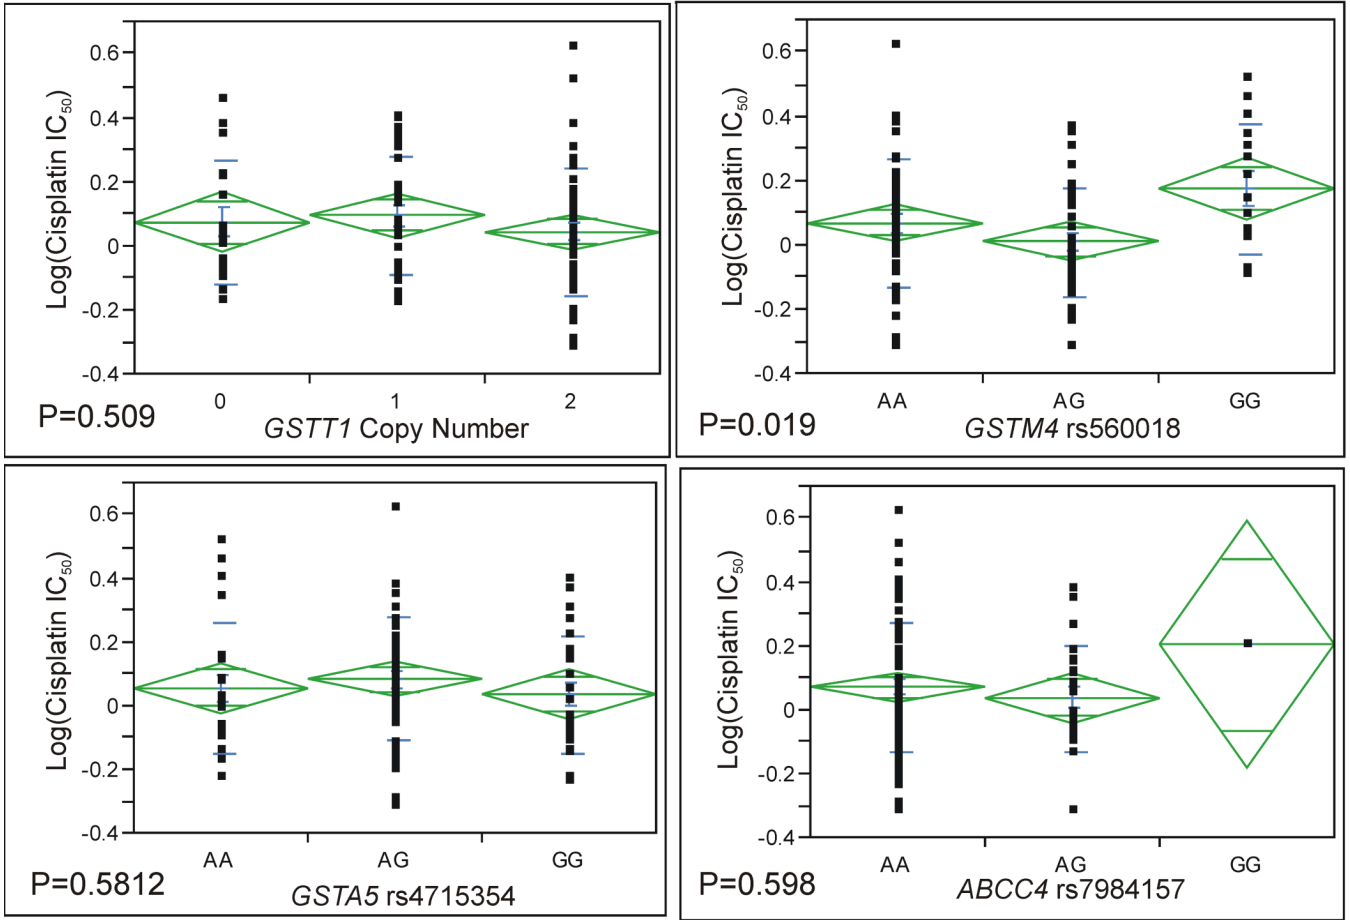 Log(Cisplatin IC50)
0.6
0.4
0.2
0
-0.2
-0.4
0 1 2
P=0.509
GSTT1 Copy Number
Log(Cisplatin IC50)
0.6
0.4
0.2
0
-0.2
-0.4
AA AG GG
P=0.019
GSTM4 rs560018
Log(Cisplatin IC50)
0.6
0.4
0.2
0
-0.2
-0.4
AA AG GG
P=0.5812
GSTA5 rs4715354
Log(Cisplatin IC50)
0.6
0.4
0.2
0
-0.2
-0.4
AA AG GG
P=0.598
ABCC4 rs7984157